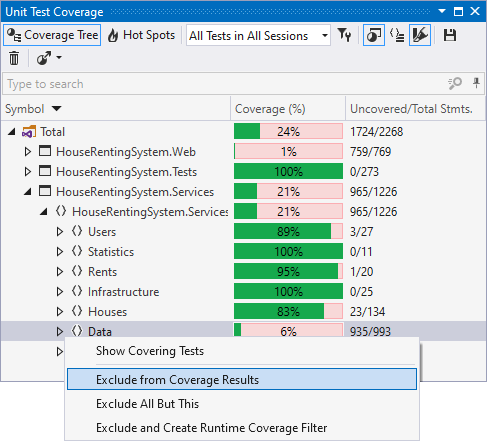 Unit Test Coverage
Coverage Tree Hot Spots All Tests in All Sessions
Type to search
Symbol Coverage (%) Uncovered/Total Stmts.
Total 24% 1724/2268
HouseRentingSystem.Web 1% 759/769
HouseRentingSystem.Tests 100% 0/273
HouseRentingSystem.Services 21% 965/1226
HouseRentingSystem.Services 21% 965/1226
Users 89% 3/27
Statistics 100% 0/11
Rents 95% 1/20
Infrastructure 100% 0/25
Houses 83% 23/134
Data 6% 935/993
Show Covering Tests
Exclude from Coverage Results
Exclude All But This
Exclude and Create Runtime Coverage Filter